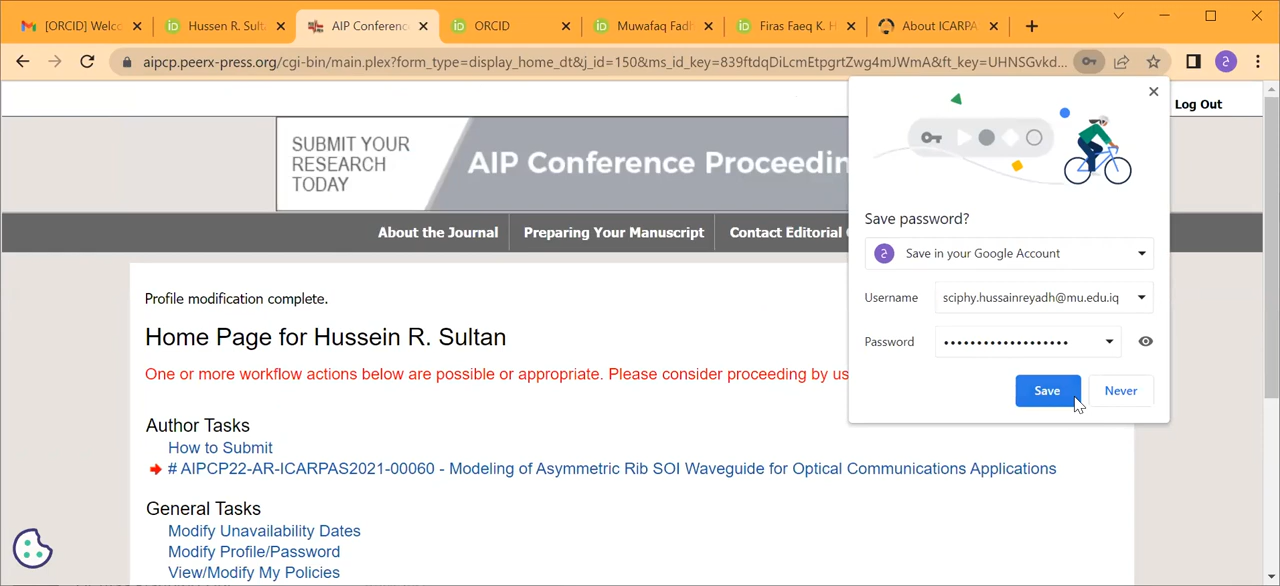 [ORCID] Welc
Hussen R. Sult
AIP Conferenc
ORCID
Muwafaq Fadh
Firas Faeq K. H
About ICARPA
aipcp.peerx-press.org/cgi-bin/main.plex?form_type=display_home_dt&j_id=150&ms_id_key=839ftdqDiLcmEtpgrtZwg4mJWmA&ft_key=UHNSGvkd...
Log Out
SUBMIT YOUR
RESEARCH
TODAY
AIP Conference Proceedin
About the Journal
Preparing Your Manuscript
Contact Editorial
Save password?
Save in your Google Account
Username
sciphy.hussainreyadh@mu.edu.iq
Password
Save
Never
Profile modification complete.
Home Page for Hussein R. Sultan
One or more workflow actions below are possible or appropriate. Please consider proceeding by us
Author Tasks
How to Submit
# AIPCP22-AR-ICARPAS2021-00060 - Modeling of Asymmetric Rib SOI Waveguide for Optical Communications Applications
General Tasks
Modify Unavailability Dates
Modify Profile/Password
View/Modify My Policies